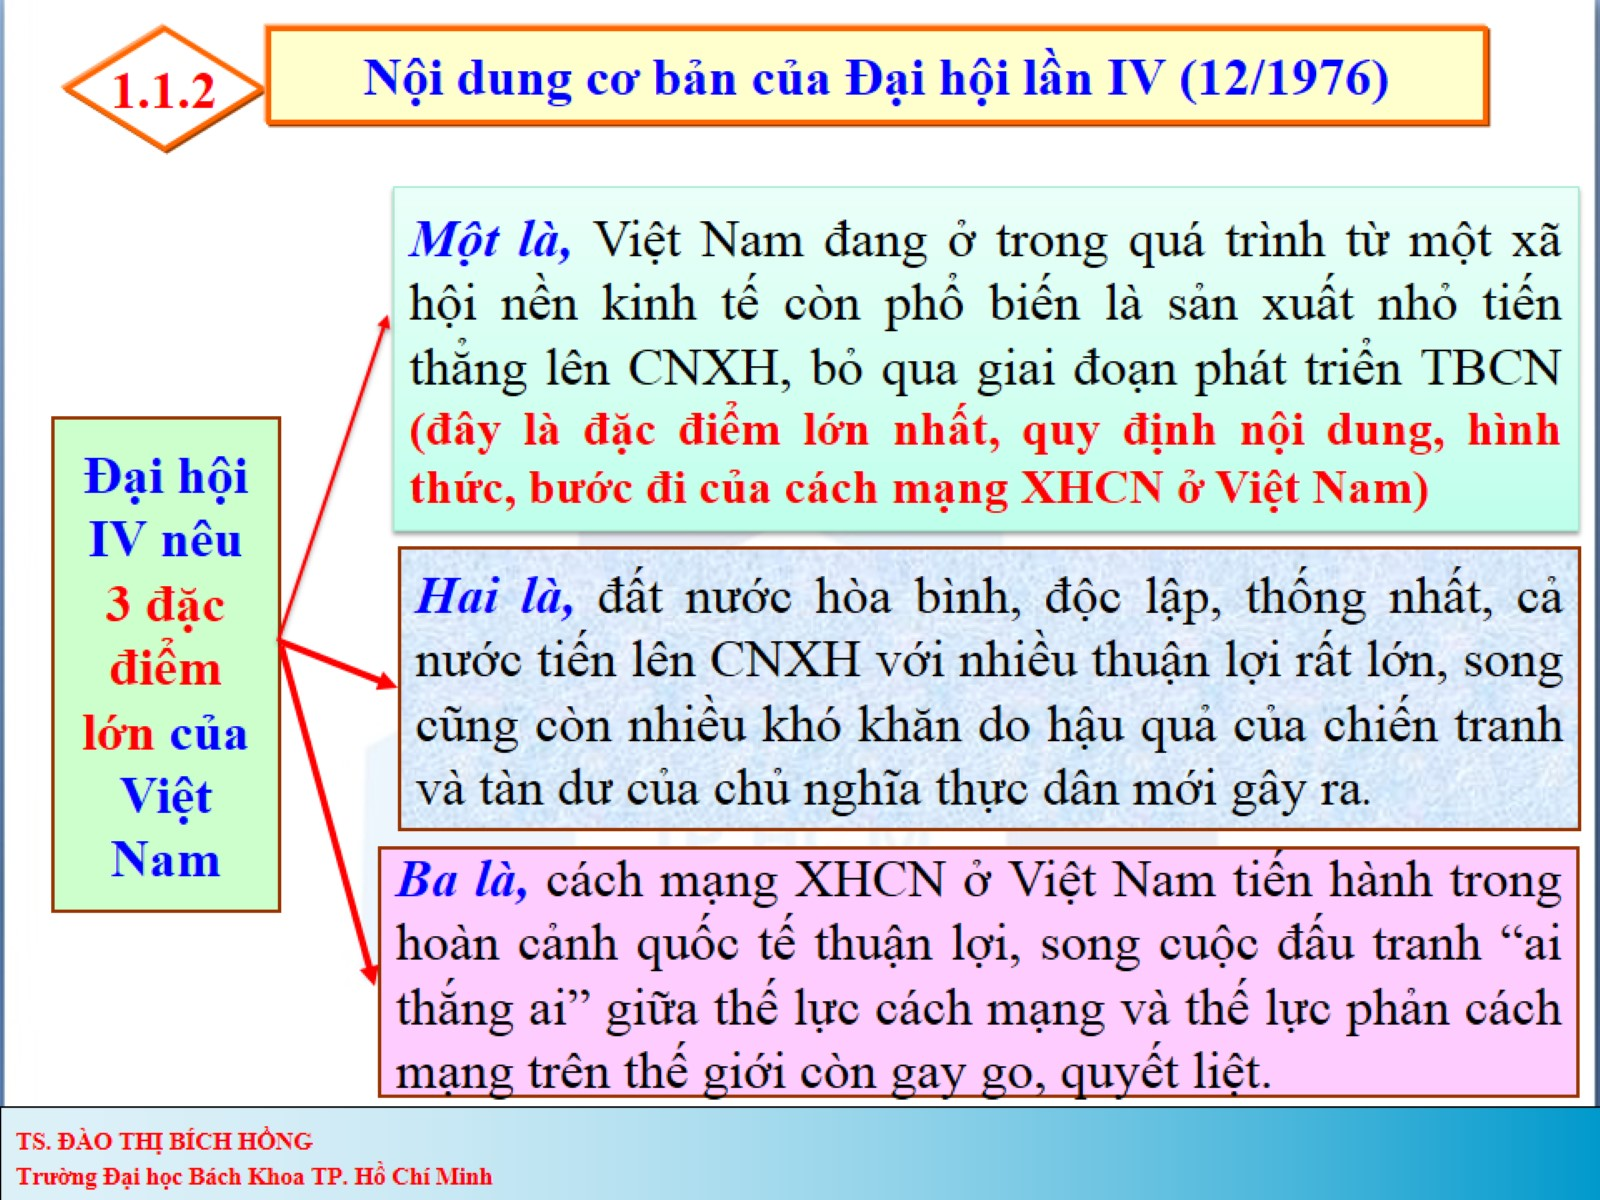 1.1.2
Nội dung cơ bản của Đại hội lần IV (12/1976)
Đại hội
IV nêu
3 đặc
điểm
lớn của
Việt
Nam
Một là, Việt Nam đang ở trong quá trình từ một xã
hội nền kinh tế còn phổ biến là sản xuất nhỏ tiến
thẳng lên CNXH, bỏ qua giai đoạn phát triển TBCN
(đây là đặc điểm lớn nhất, quy định nội dung, hình
thức, bước đi của cách mạng XHCN ở Việt Nam)
Hai là, đất nước hòa bình, độc lập, thống nhất, cả
nước tiến lên CNXH với nhiều thuận lợi rất lớn, song
cũng còn nhiều khó khăn do hậu quả của chiến tranh
và tàn dư của chủ nghĩa thực dân mới gây ra.
Ba là, cách mạng XHCN ở Việt Nam tiến hành trong
hoàn cảnh quốc tế thuận lợi, song cuộc đấu tranh “ai
thắng ai” giữa thế lực cách mạng và thế lực phản cách
mạng trên thế giới còn gay go, quyết liệt.
TS. ĐÀO THỊ BÍCH HỒNG
Trường Đại học Bách Khoa TP. Hồ Chí Minh